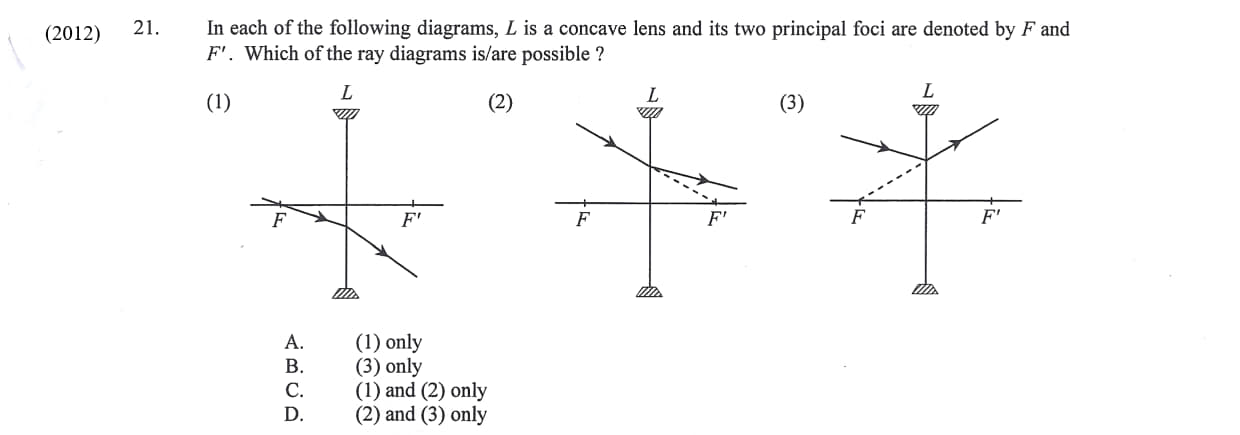 (2012) 21. In each of the following diagrams, L is a concave lens and its two principal foci are denoted by F and
F'. Which of the ray diagrams is/are possible ?
(1) L (2) L (3) L
F F' F F' F F'
A. (1) only
B. (3) only
C. (1) and (2) only
D. (2) and (3) only